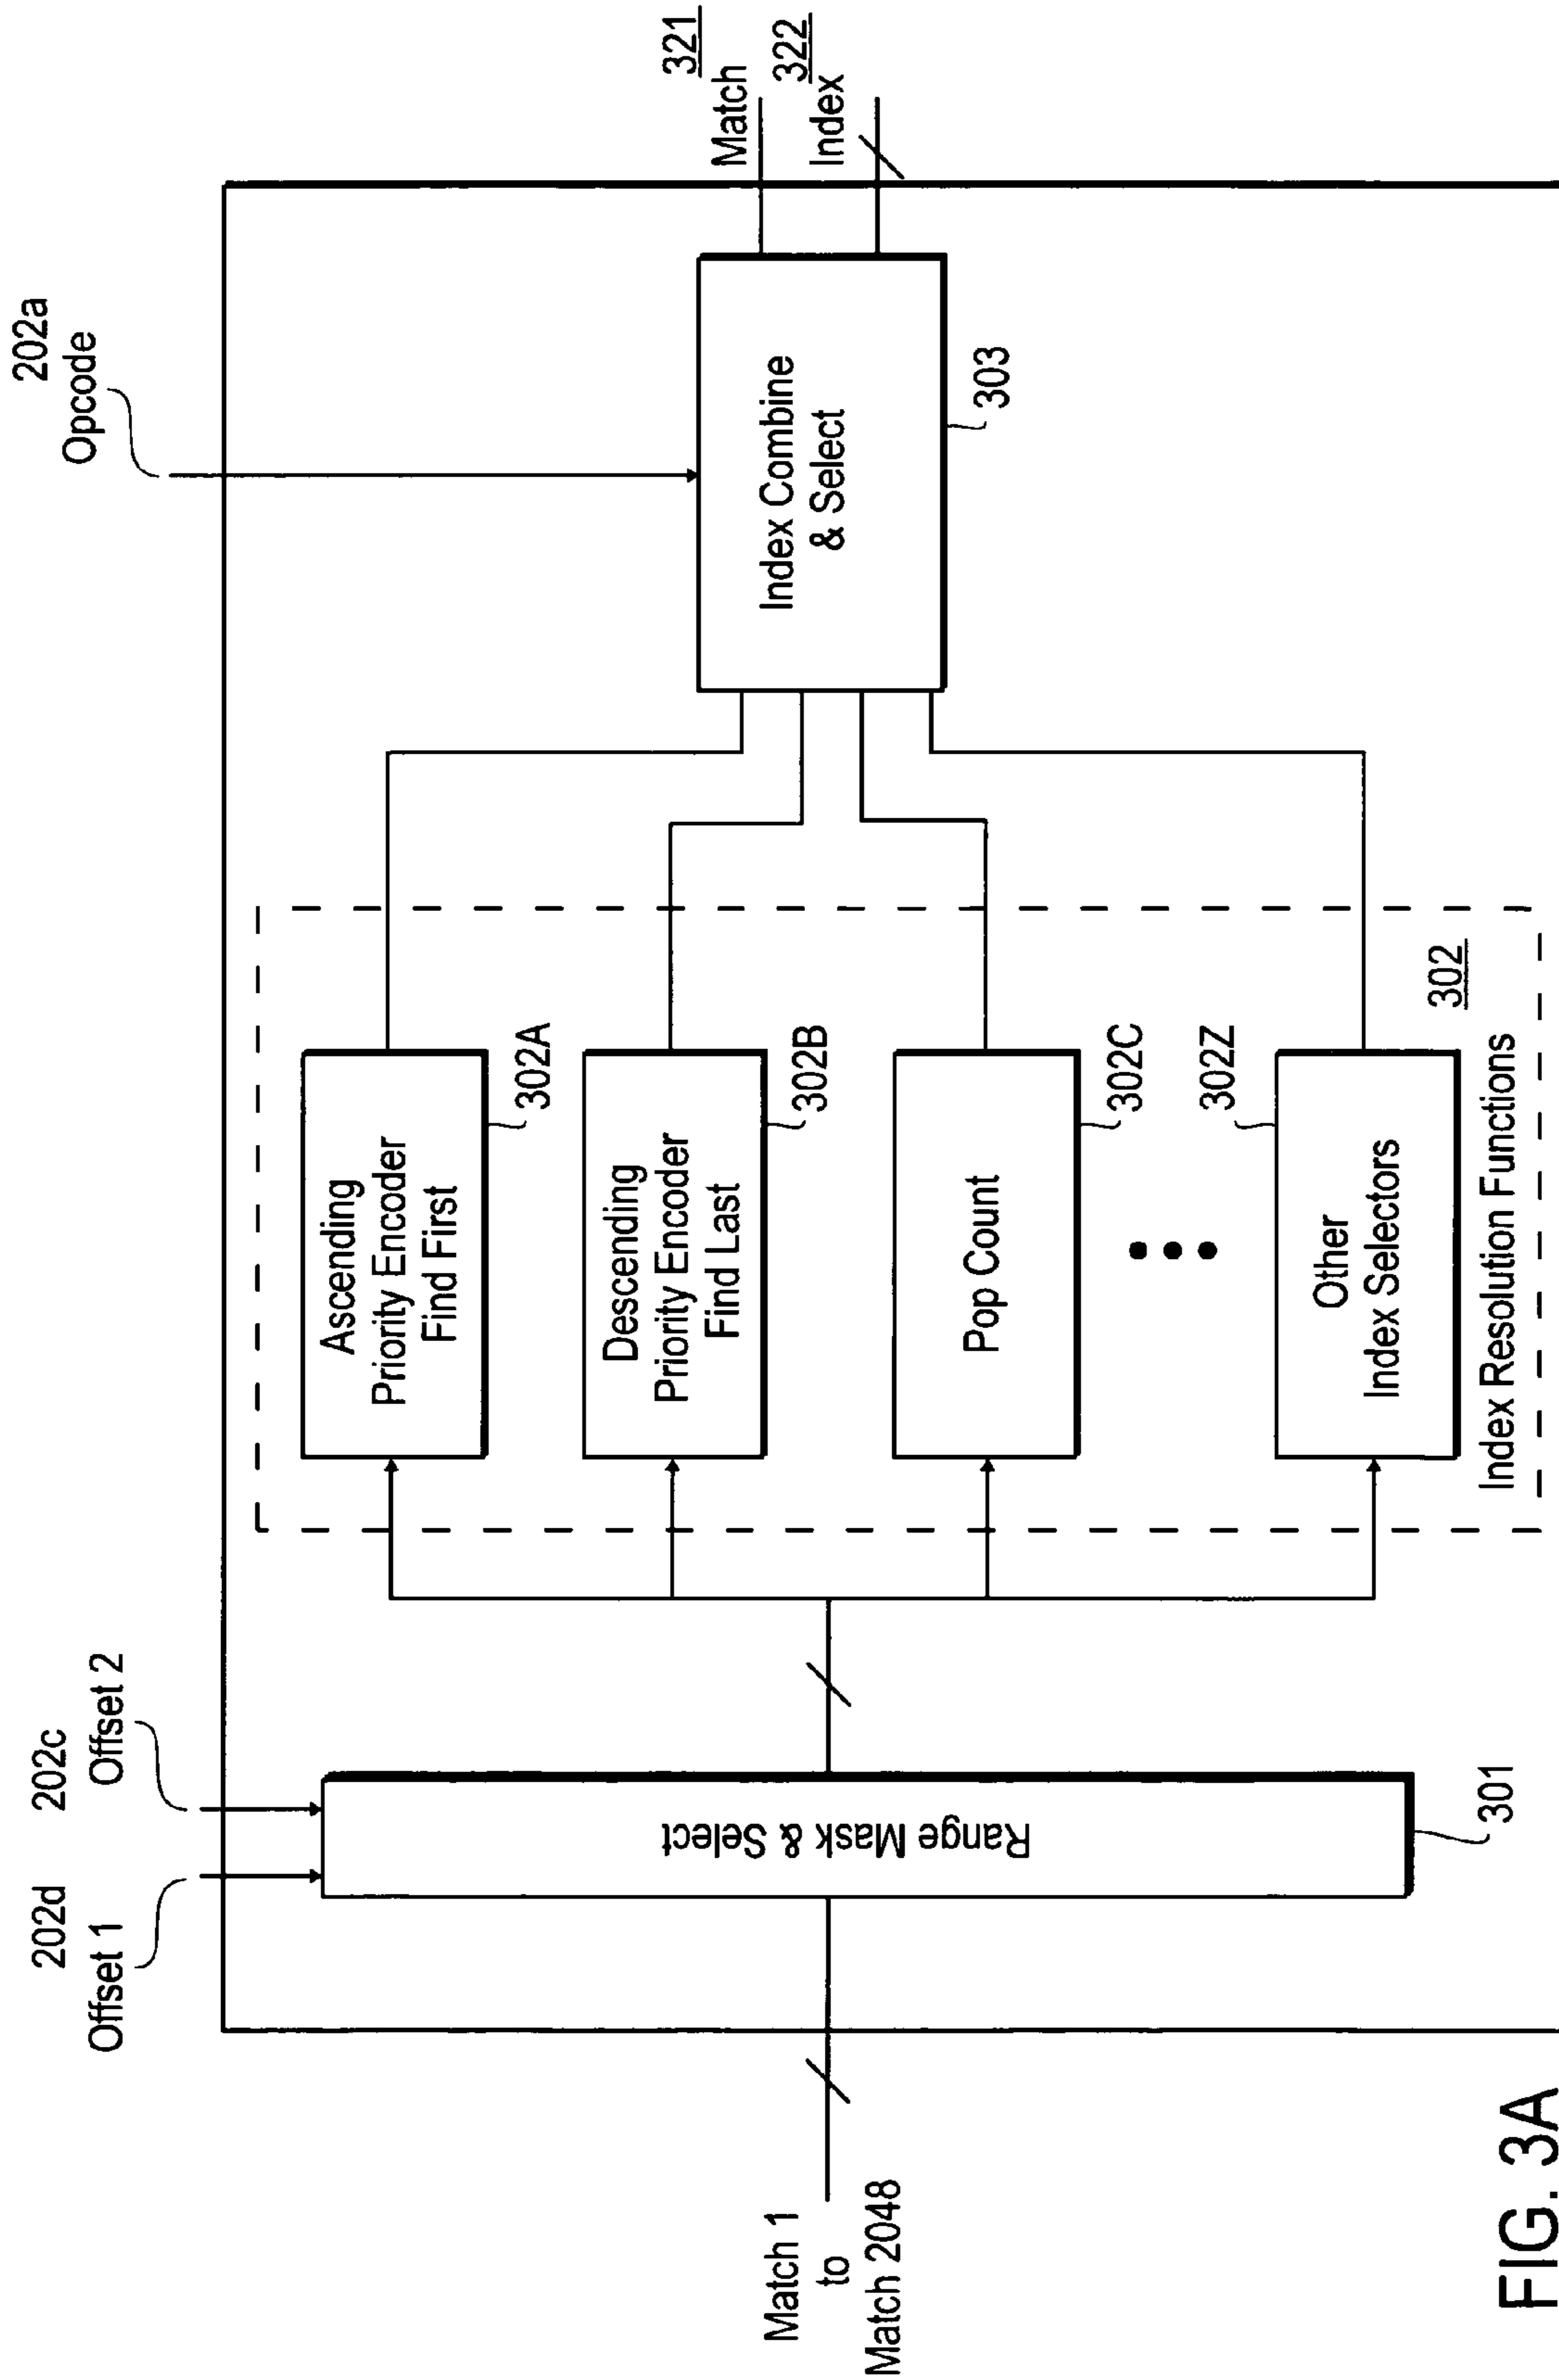 202d
Offset 1
202c
Offset 2
202a
Opcode
Match 1
to
Match 2048
Range Mask & Select
301
Ascending
Priority Encoder
Find First
302A
Descending
Priority Encoder
Find Last
302B
Pop Count
302C
302Z
Other
Index Selectors
Index Resolution Functions
302
Index Combine
& Select
303
321
Match
322
Index
FIG. 3A